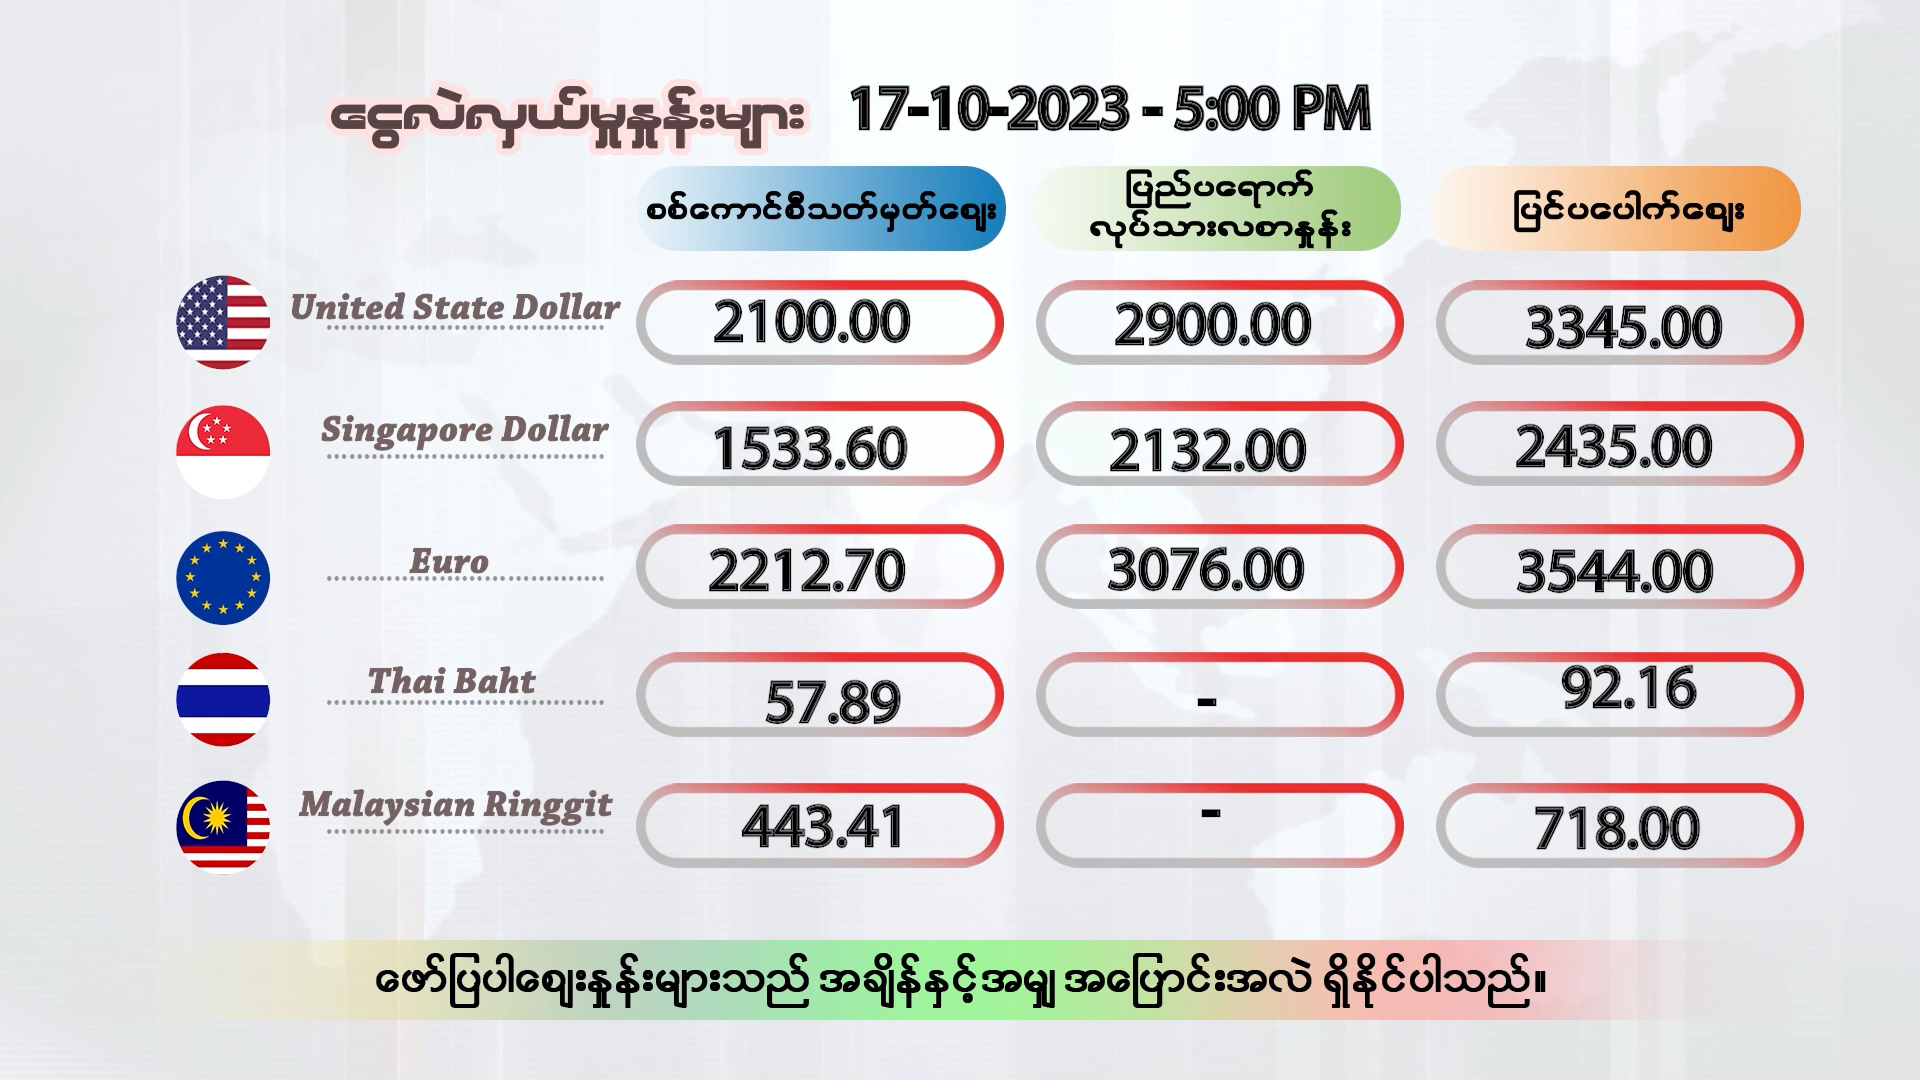 ငွေလဲလှယ်မှုနှုန်းများ 17-10-2023 - 5:00 PM
စစ်ကောင်စီသတ်မှတ်ဈေး
ပြည်ပရောက်
လုပ်သားလစာနှုန်း
ပြင်ပပေါက်ဈေး
United State Dollar 2100.00 2900.00 3345.00
Singapore Dollar 1533.60 2132.00 2435.00
Euro 2212.70 3076.00 3544.00
Thai Baht 57.89 - 92.16
Malaysian Ringgit 443.41 - 718.00
ဖော်ပြပါဈေးနှုန်းများသည် အချိန်နှင့်အမျှ အပြောင်းအလဲ ရှိနိုင်ပါသည်။